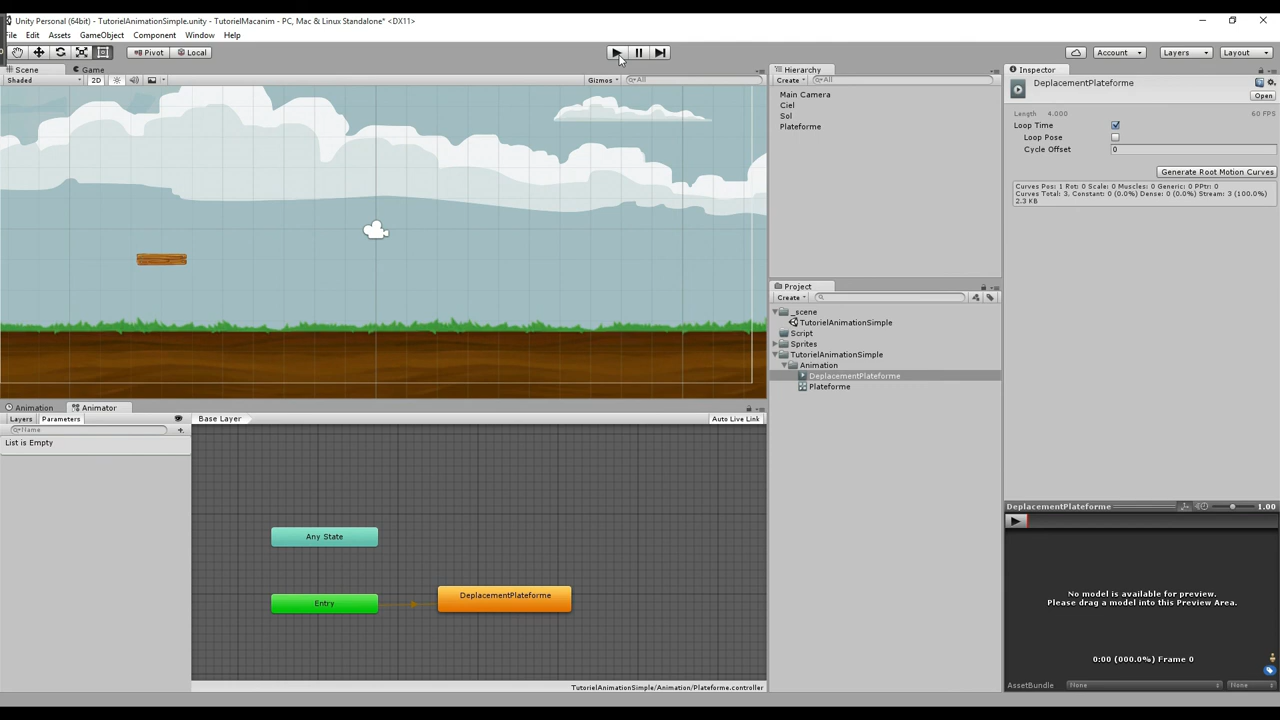 Unity Personal (64bit) - TutorielAnimationSimple.unity - TutorielMacanim - PC, Mac & Linux Standalone* <DX11>
Edit Assets GameObject Component Window Help
Pivot Local Account Layers Layout
Scene Game
Shaded 2D Gizmos All
Hierarchy
Create All
Main Camera
Ciel
Sol
Plateforme
Project
Create
_scene
TutorielAnimationSimple
Script
Sprites
TutorielAnimationSimple
Animation
DeplacementPlateforme
Plateforme
Inspector
DeplacementPlateforme
Open
Length 4.000 60 FPS
Loop Time
Loop Pose
Cycle Offset 0
Generate Root Motion Curves
Curves Pos: 1 Rot: 0 Scale: 0 Muscles: 0 Generic: 0 PPtr: 0
Curves Total: 3, Constant: 0 (0.0%) Dense: 0 (0.0%) Stream: 3 (100.0%)
2.3 KB
Animation Animator
Layers Parameters Base Layer Auto Live Link
Name
List is Empty
Any State
Entry
DeplacementPlateforme
TutorielAnimationSimple/Animation/Plateforme.controller
DeplacementPlateforme 1.00
No model is available for preview.
Please drag a model into this Preview Area.
0:00 (000.0%) Frame 0
AssetBundle None None